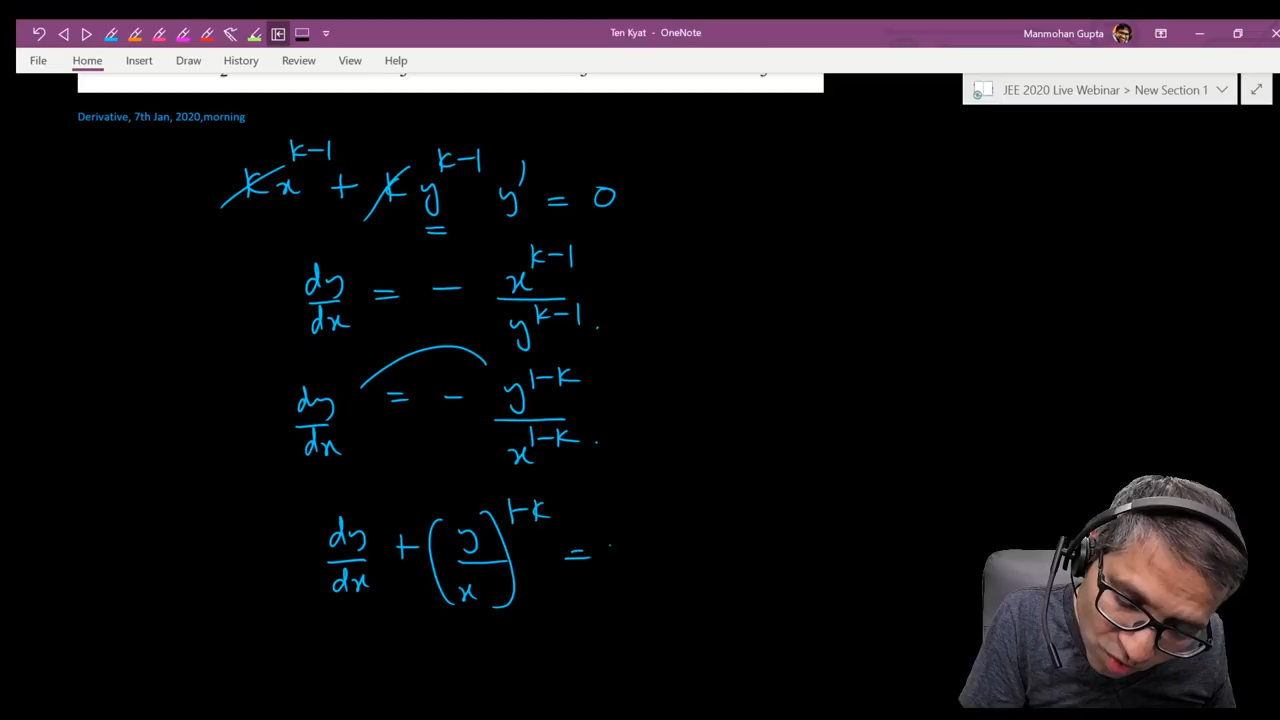 Ten Kyat - OneNote
Manmohan Gupta
File Home Insert Draw History Review View Help
JEE 2020 Live Webinar > New Section 1
Derivative, 7th Jan, 2020,morning
kx^{k-1} + ky^{k-1} y' = 0
dy/dx = - x^{k-1}/y^{k-1}.
dy/dx = - y^{1-k}/x^{1-k}.
dy/dx + (y/x)^{1-k} =